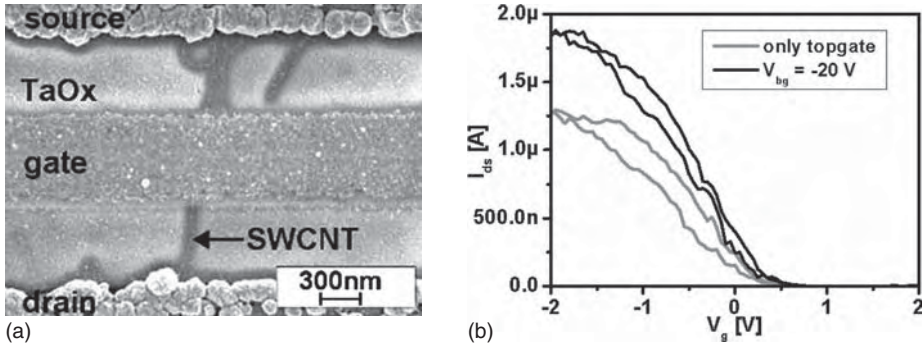 source
TaOx
gate
SWCNT
300nm
drain
(a)
2.0µ
1.5µ
1.0µ
500.0n
0.0
I_ds [A]
only topgate
V_bg = -20 V
-2 -1 0 1 2
V_g [V]
(b)